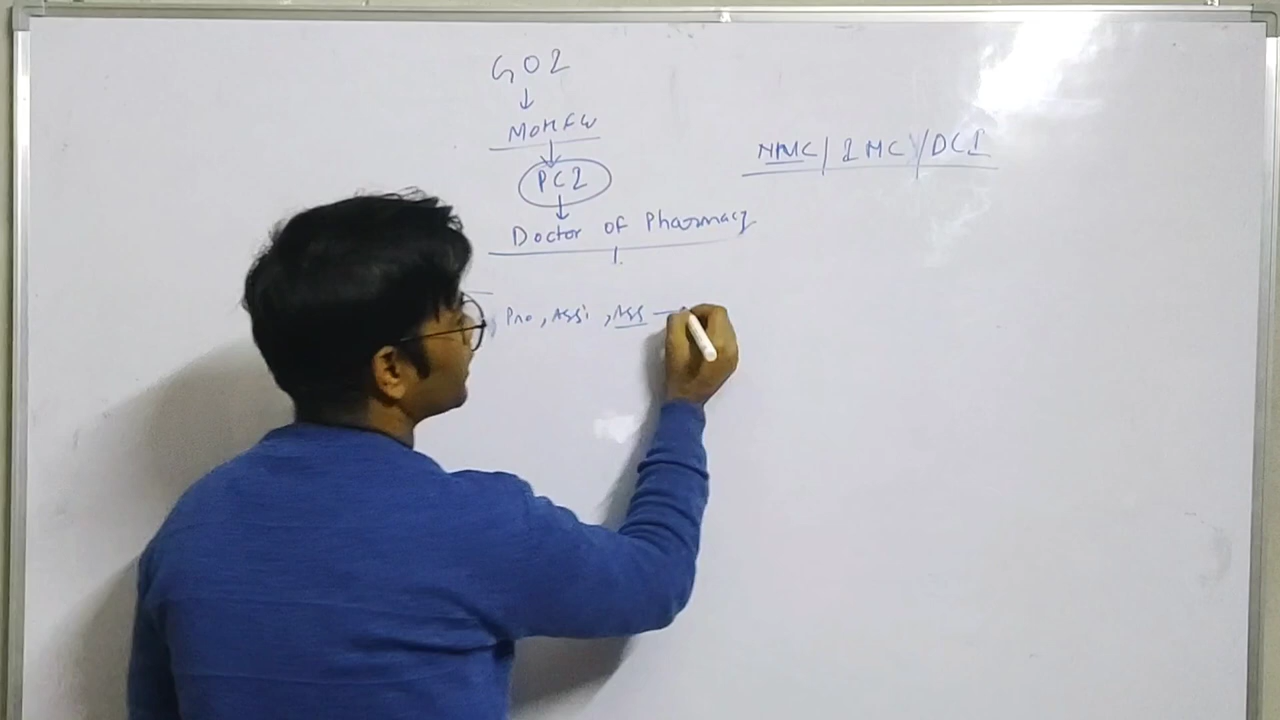 GOI
MOHFW
PCI
Doctor of Pharmacy
Pro, Assi, Ass
NMC/IMC/DCI